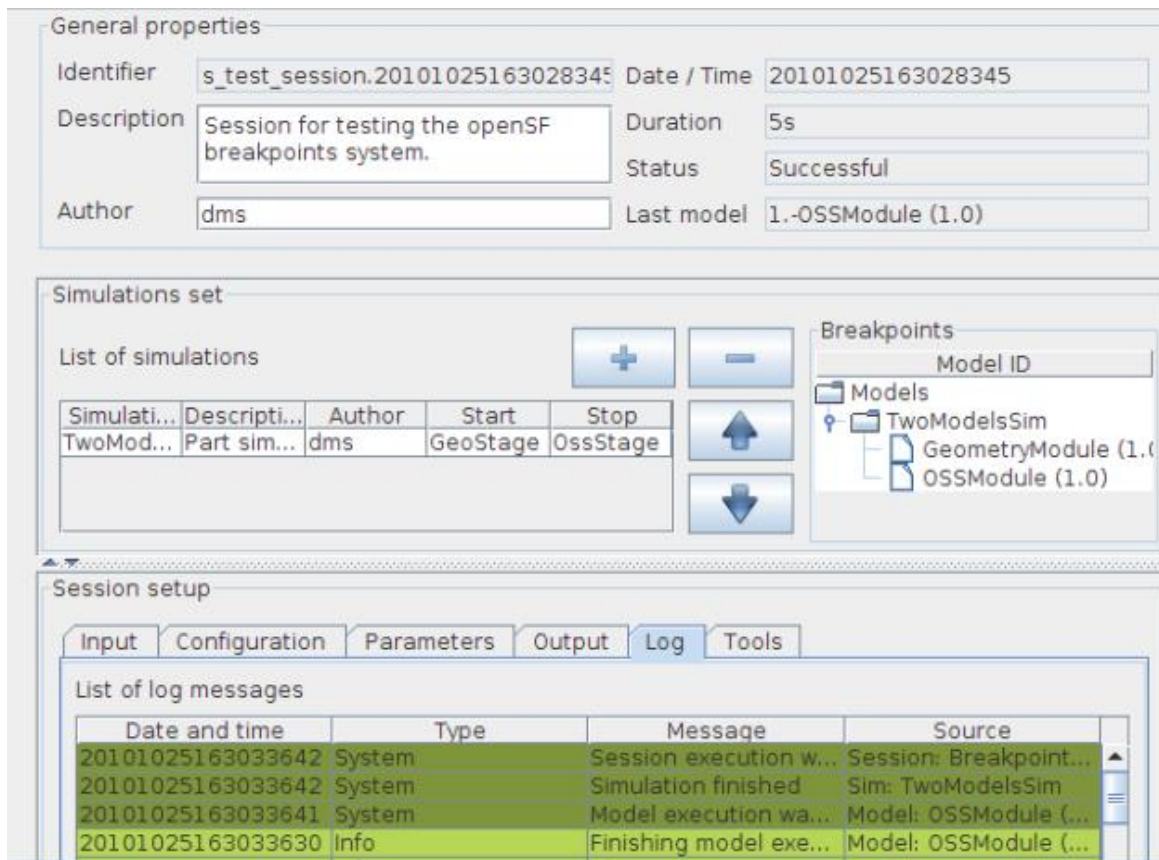 General properties
Identifier s_test_session.20101025163028345 Date / Time 20101025163028345
Description Session for testing the openSF breakpoints system.
Duration 5s
Status Successful
Author dms
Last model 1.-OSSModule (1.0)
Simulations set
List of simulations
Simulati... Descripti... Author Start Stop
TwoMod... Part sim... dms GeoStage OssStage
Breakpoints
Model ID
Models
TwoModelsSim
GeometryModule (1.(
OSSModule (1.0)
Session setup
Input Configuration Parameters Output Log Tools
List of log messages
Date and time Type Message Source
20101025163033642 System Session execution w... Session: Breakpoint...
20101025163033642 System Simulation finished Sim: TwoModelsSim
20101025163033641 System Model execution wa... Model: OSSModule (...
20101025163033630 Info Finishing model exe... Model: OSSModule (...